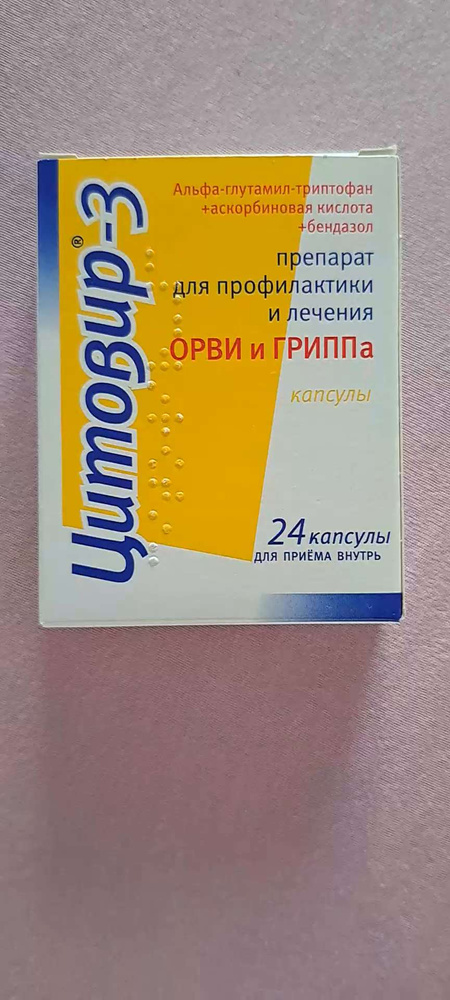 Цитовир®-3
Альфа-глутамил-триптофан
+аскорбиновая кислота
+бендазол
препарат
для профилактики
и лечения
ОРВИ и ГРИППа
капсулы
24 капсулы
ДЛЯ ПРИЁМА ВНУТРЬ